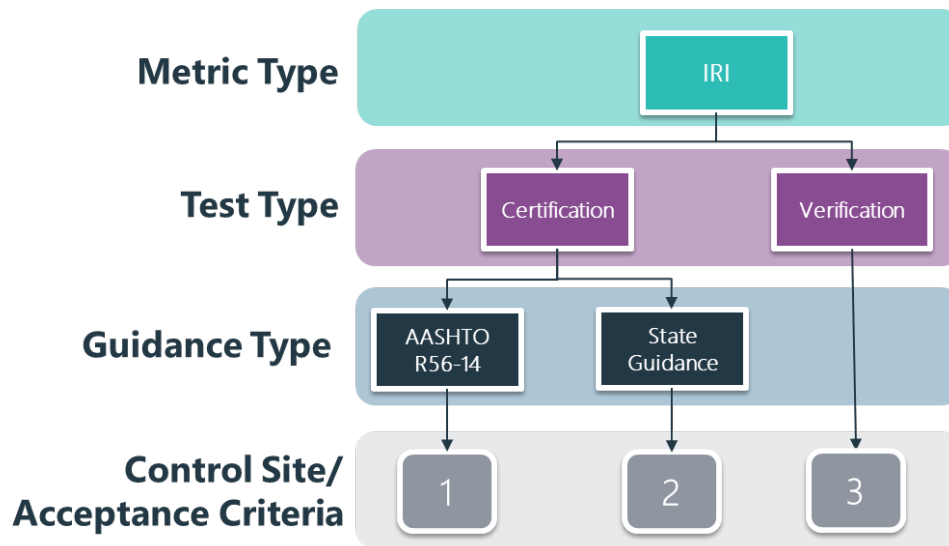 Metric Type
IRI
Test Type
Certification
Verification
Guidance Type
AASHTO
R56-14
State
Guidance
Control Site/
Acceptance Criteria
1
2
3